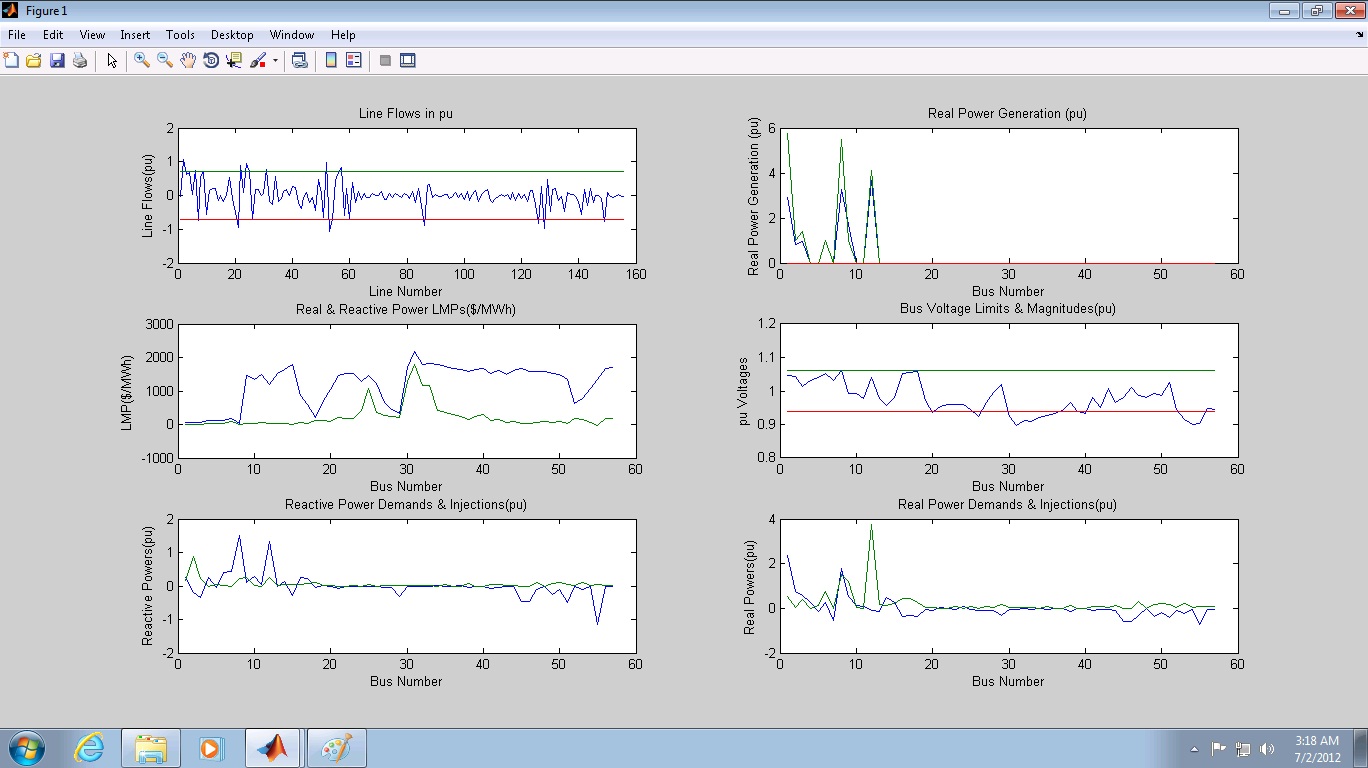 Figure 1
File Edit View Insert Tools Desktop Window Help
Line Flows in pu
Line Flows(pu)
2
1
0
-1
-2
0 20 40 60 80 100 120 140 160
Line Number
Real Power Generation (pu)
Real Power Generation (pu)
6
4
2
0
0 10 20 30 40 50 60
Bus Number
Real & Reactive Power LMPs($/MWh)
LMP($/MWh)
3000
2000
1000
0
-1000
0 10 20 30 40 50 60
Bus Number
Bus Voltage Limits & Magnitudes(pu)
pu Voltages
1.2
1.1
1
0.9
0.8
0 10 20 30 40 50 60
Bus Number
Reactive Power Demands & Injections(pu)
Reactive Powers(pu)
2
1
0
-1
-2
0 10 20 30 40 50 60
Bus Number
Real Power Demands & Injections(pu)
Real Powers(pu)
4
2
0
-2
0 10 20 30 40 50 60
Bus Number
3:18 AM
7/2/2012